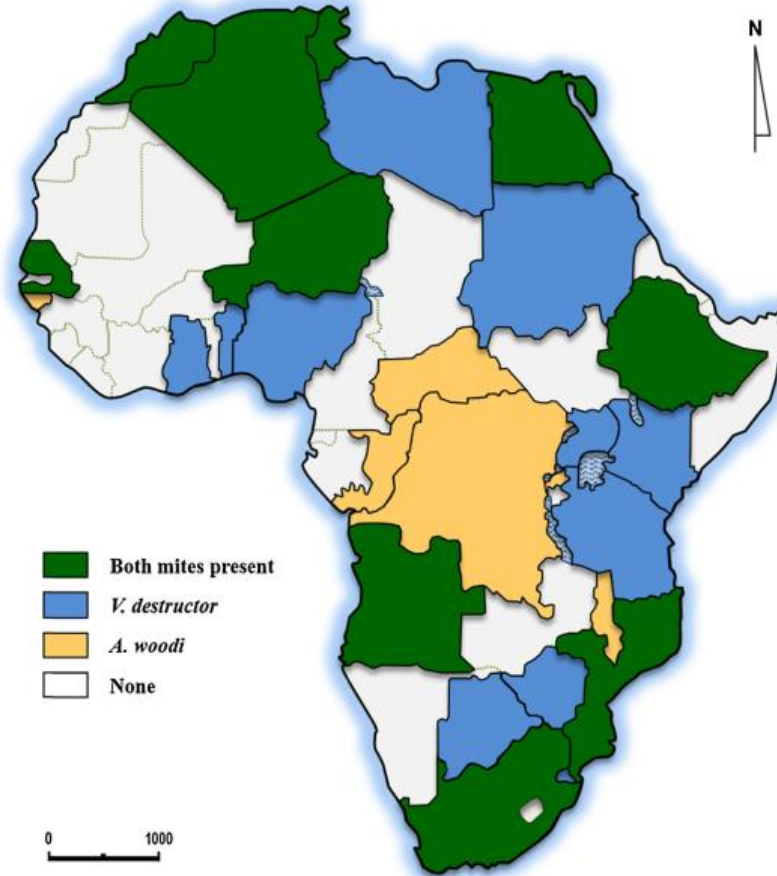 N
Both mites present
V. destructor
A. woodi
None
0 1000